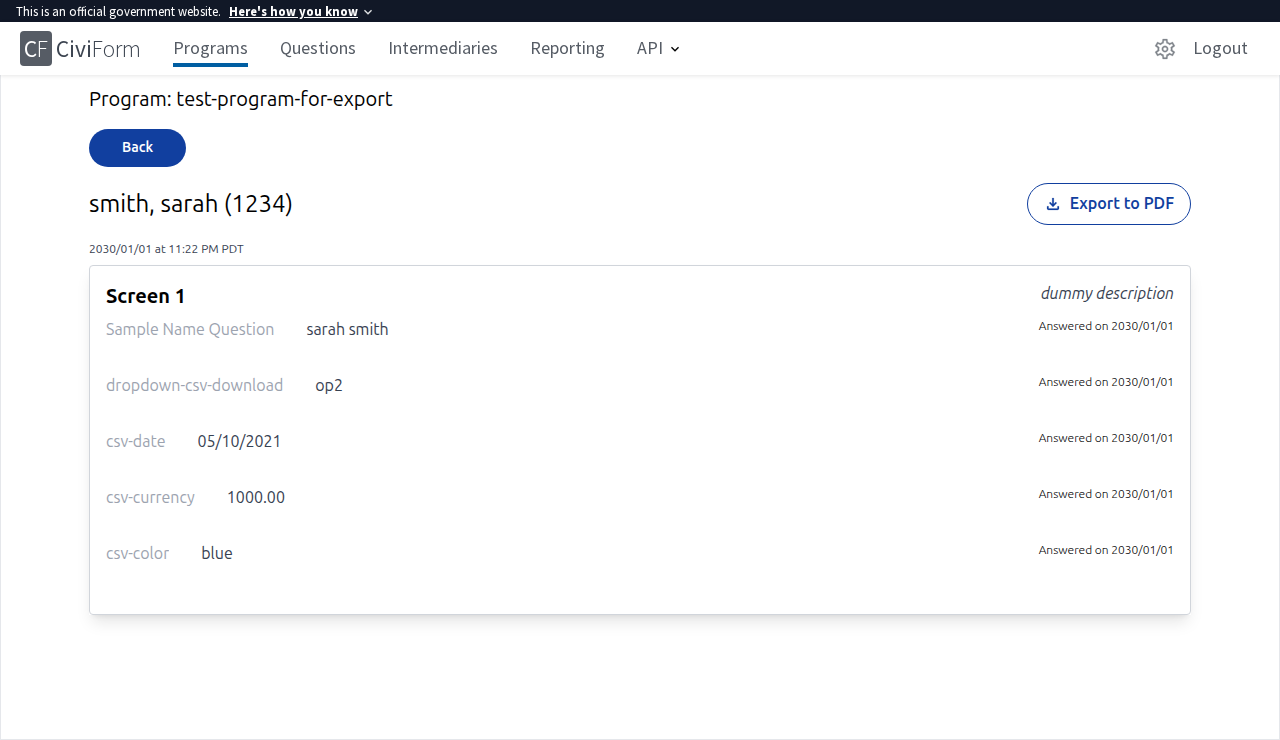 This is an official government website. Here's how you know
CF CiviForm Programs Questions Intermediaries Reporting API Logout
Program: test-program-for-export
Back
smith, sarah (1234)
Export to PDF
2030/01/01 at 11:22 PM PDT
Screen 1
dummy description
Sample Name Question sarah smith Answered on 2030/01/01
dropdown-csv-download op2 Answered on 2030/01/01
csv-date 05/10/2021 Answered on 2030/01/01
csv-currency 1000.00 Answered on 2030/01/01
csv-color blue Answered on 2030/01/01